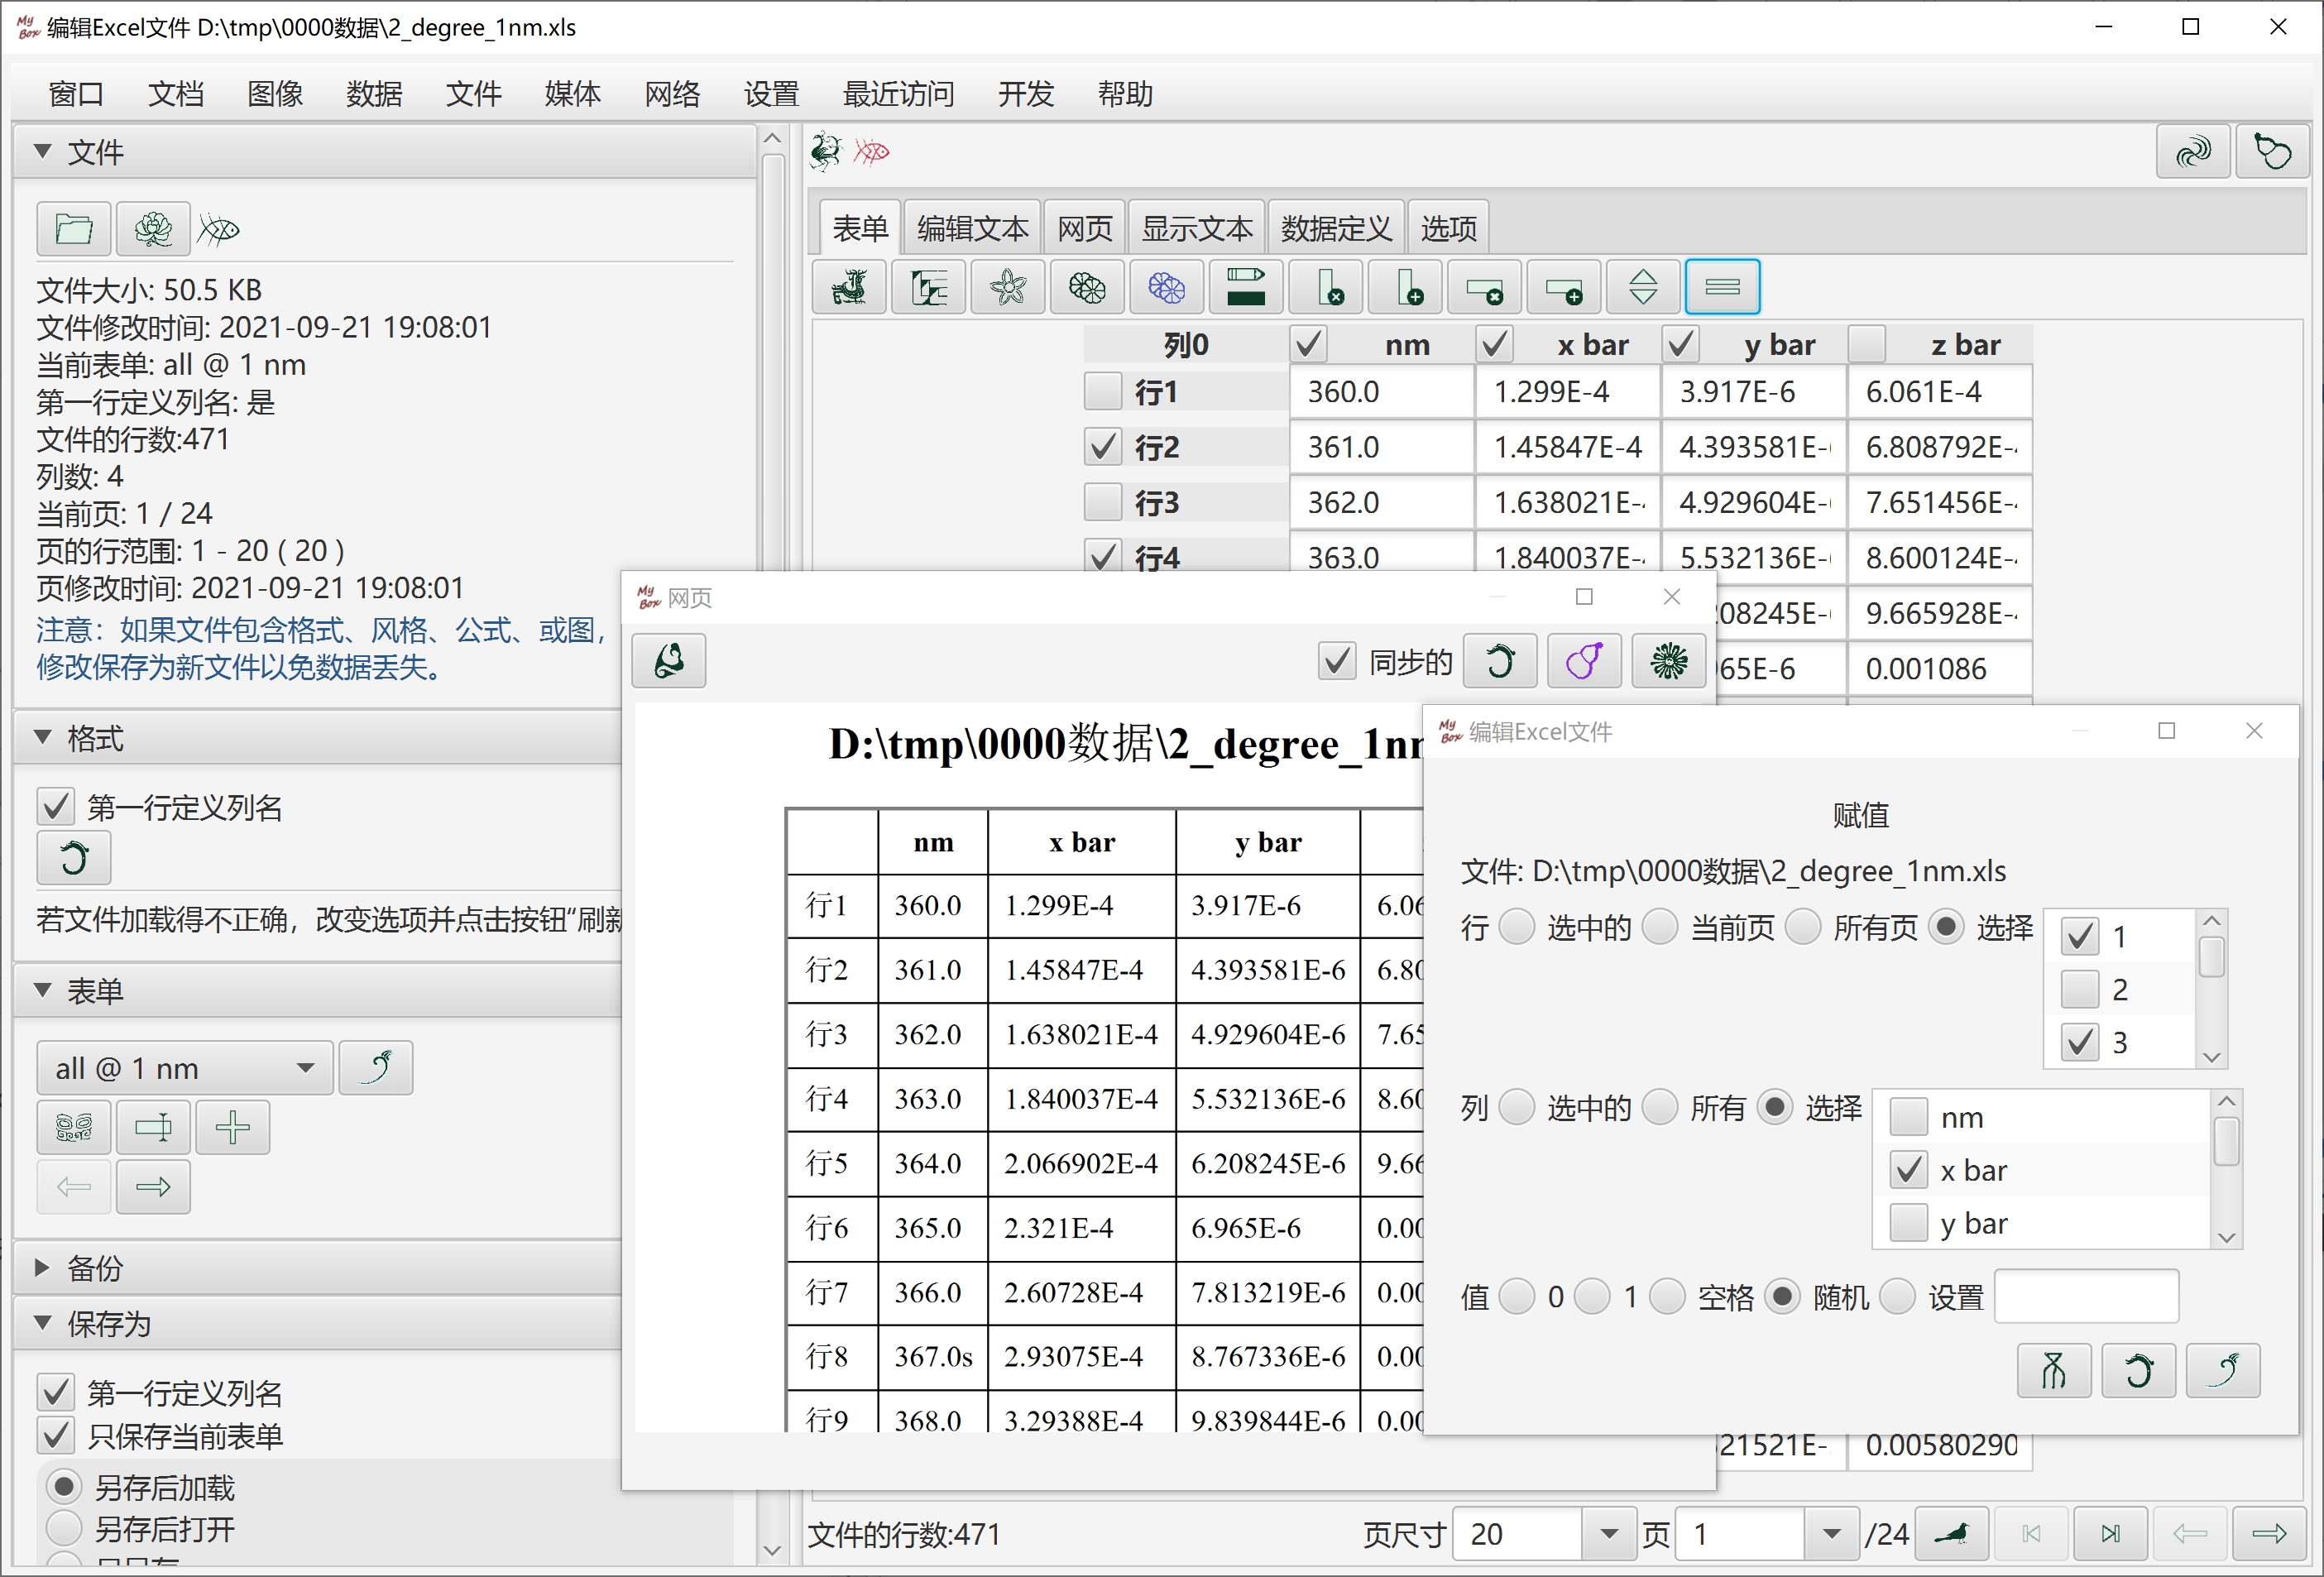 My Box 编辑Excel文件 D:\tmp\0000数据\2_degree_1nm.xls
窗口 文档 图像 数据 文件 媒体 网络 设置 最近访问 开发 帮助
文件
文件大小: 50.5 KB
文件修改时间: 2021-09-21 19:08:01
当前表单: all @ 1 nm
第一行定义列名: 是
文件的行数:471
列数: 4
当前页: 1 / 24
页的行范围: 1 - 20 ( 20 )
页修改时间: 2021-09-21 19:08:01
注意：如果文件包含格式、风格、公式、或图，
修改保存为新文件以免数据丢失。
格式
第一行定义列名
若文件加载得不正确，改变选项并点击按钮“刷新
表单
all @ 1 nm
备份
保存为
第一行定义列名
只保存当前表单
另存后加载
另存后打开
表单 编辑文本 网页 显示文本 数据定义 选项
列0 nm x bar y bar z bar
行1 360.0 1.299E-4 3.917E-6 6.061E-4
行2 361.0 1.45847E-4 4.393581E- 6.808792E-
行3 362.0 1.638021E- 4.929604E- 7.651456E-
行4 363.0 1.840037E- 5.532136E- 8.600124E-
08245E- 9.665928E-
65E-6 0.001086
21521E- 0.00580290
文件的行数:471 页尺寸 20 页 1 /24
My Box 网页
同步的
D:\tmp\0000数据\2_degree_1n
nm x bar y bar
行1 360.0 1.299E-4 3.917E-6 6.06
行2 361.0 1.45847E-4 4.393581E-6 6.80
行3 362.0 1.638021E-4 4.929604E-6 7.65
行4 363.0 1.840037E-4 5.532136E-6 8.60
行5 364.0 2.066902E-4 6.208245E-6 9.66
行6 365.0 2.321E-4 6.965E-6 0.00
行7 366.0 2.60728E-4 7.813219E-6 0.00
行8 367.0s 2.93075E-4 8.767336E-6 0.00
行9 368.0 3.29388E-4 9.839844E-6 0.00
My Box 编辑Excel文件
赋值
文件: D:\tmp\0000数据\2_degree_1nm.xls
行 选中的 当前页 所有页 选择
1
2
3
列 选中的 所有 选择
nm
x bar
y bar
值 0 1 空格 随机 设置